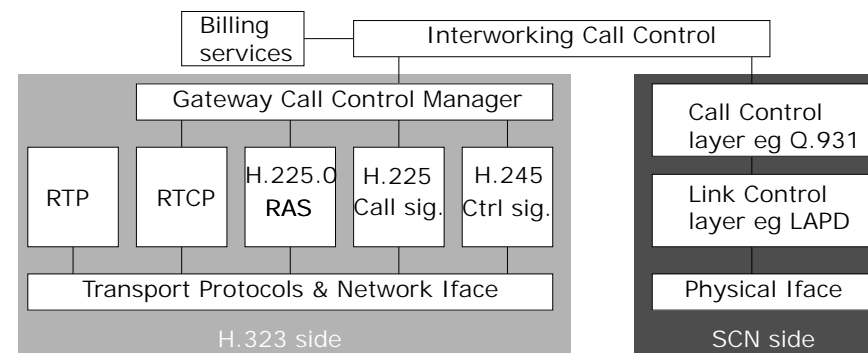 Billing
services
Interworking Call Control
Gateway Call Control Manager
RTP
RTCP
H.225.0
RAS
H.225
Call sig.
H.245
Ctrl sig.
Transport Protocols & Network Iface
H.323 side
Call Control
layer eg Q.931
Link Control
layer eg LAPD
Physical Iface
SCN side